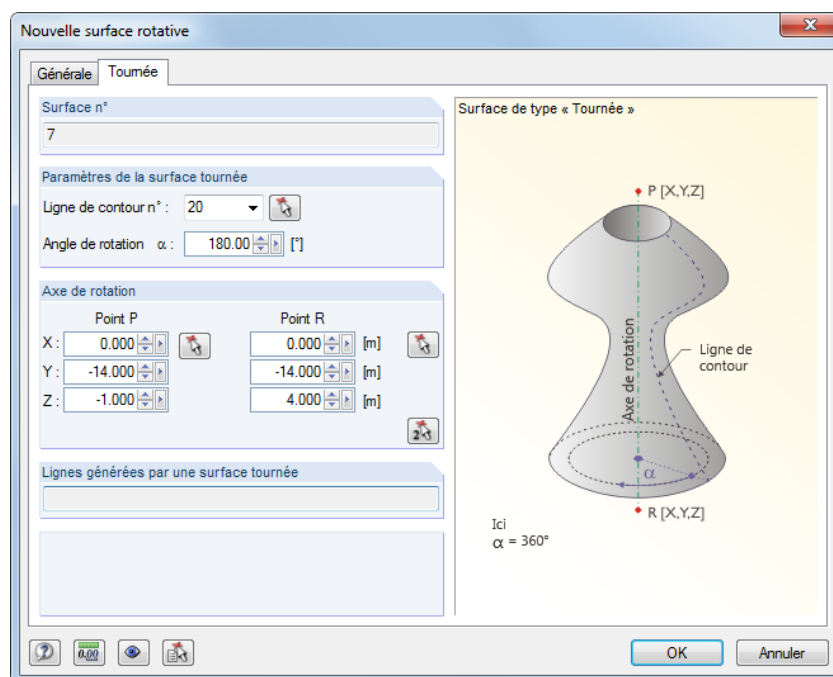 Nouvelle surface rotative
Générale Tournée
Surface n°
7
Paramètres de la surface tournée
Ligne de contour n° : 20
Angle de rotation α : 180.00 [°]
Axe de rotation
Point P Point R
X : 0.000 0.000 [m]
Y : -14.000 -14.000 [m]
Z : -1.000 4.000 [m]
2
Lignes générées par une surface tournée
Surface de type « Tournée »
P [X,Y,Z]
Axe de rotation
Ligne de
contour
α
R [X,Y,Z]
Ici
α = 360°
0.00
OK Annuler